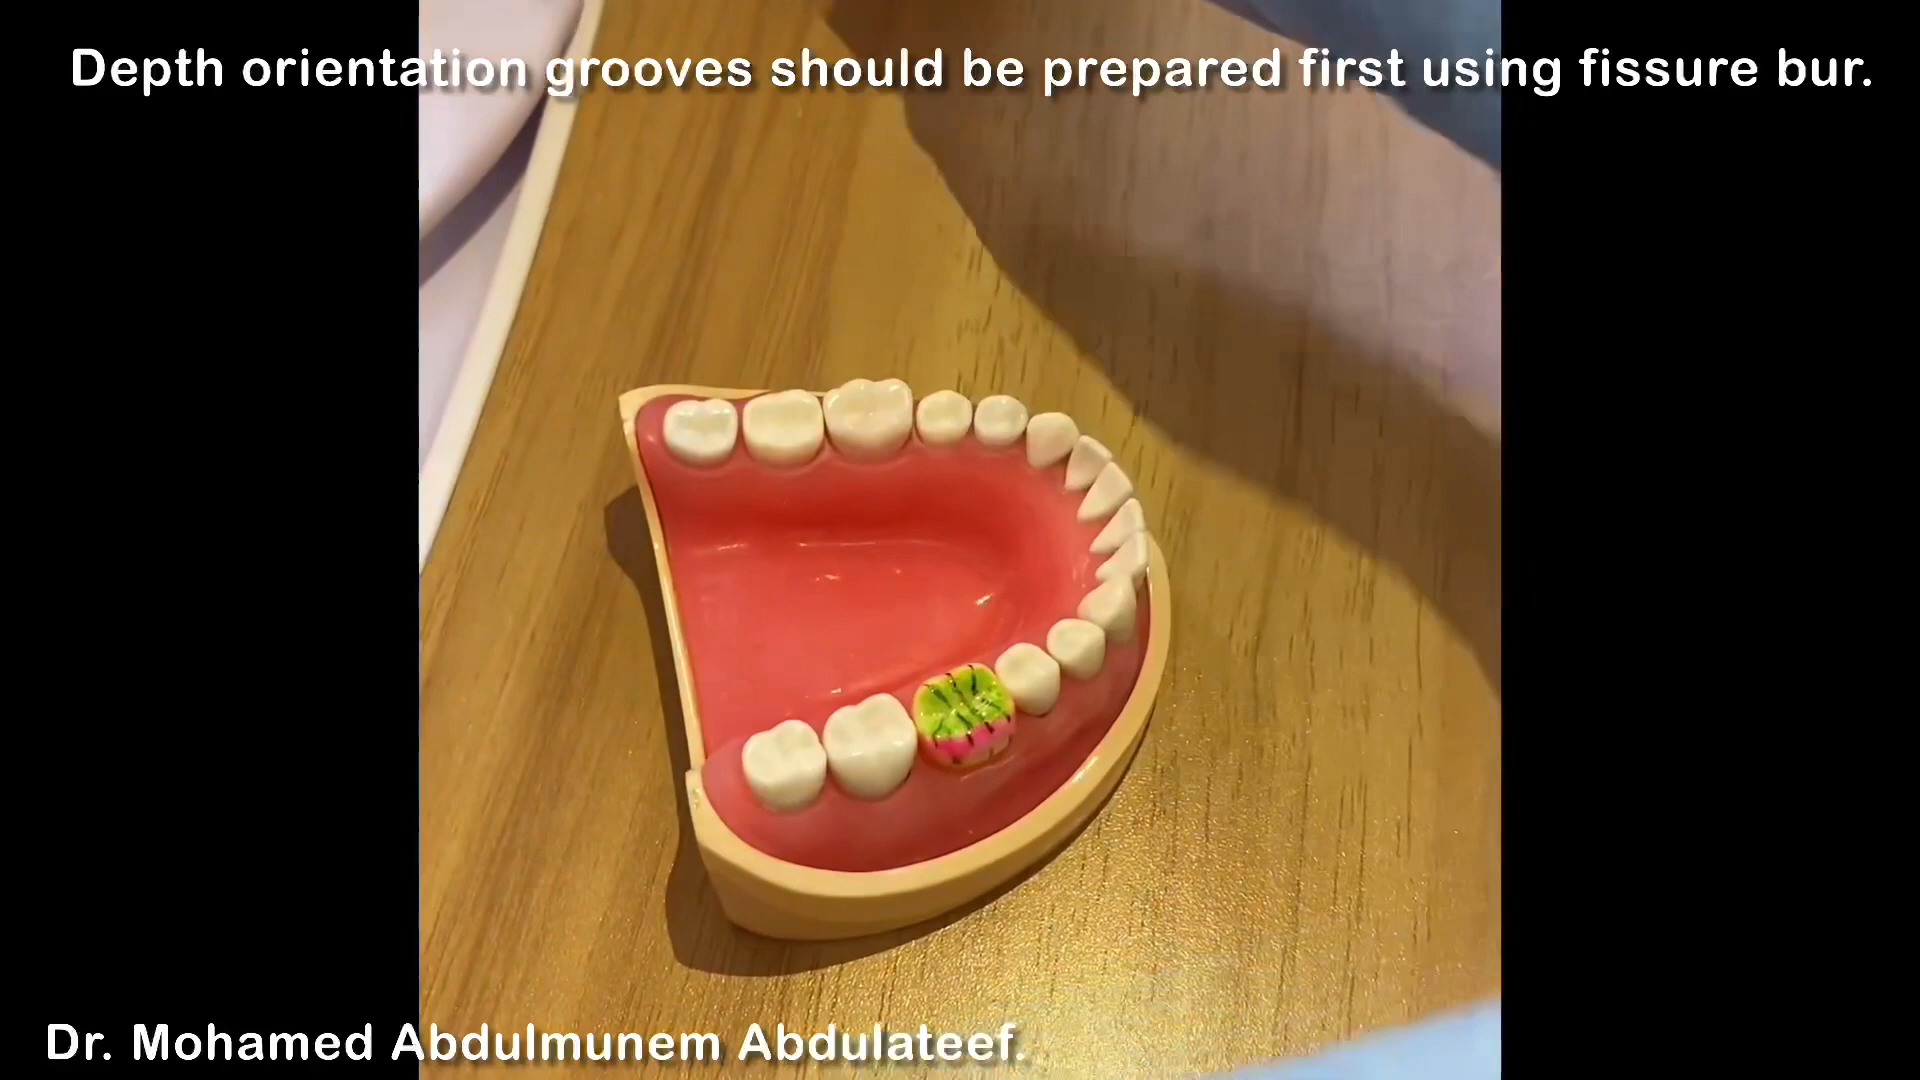 Depth orientation grooves should be prepared first using fissure bur.
Dr. Mohamed Abdulmunem Abdulateef.